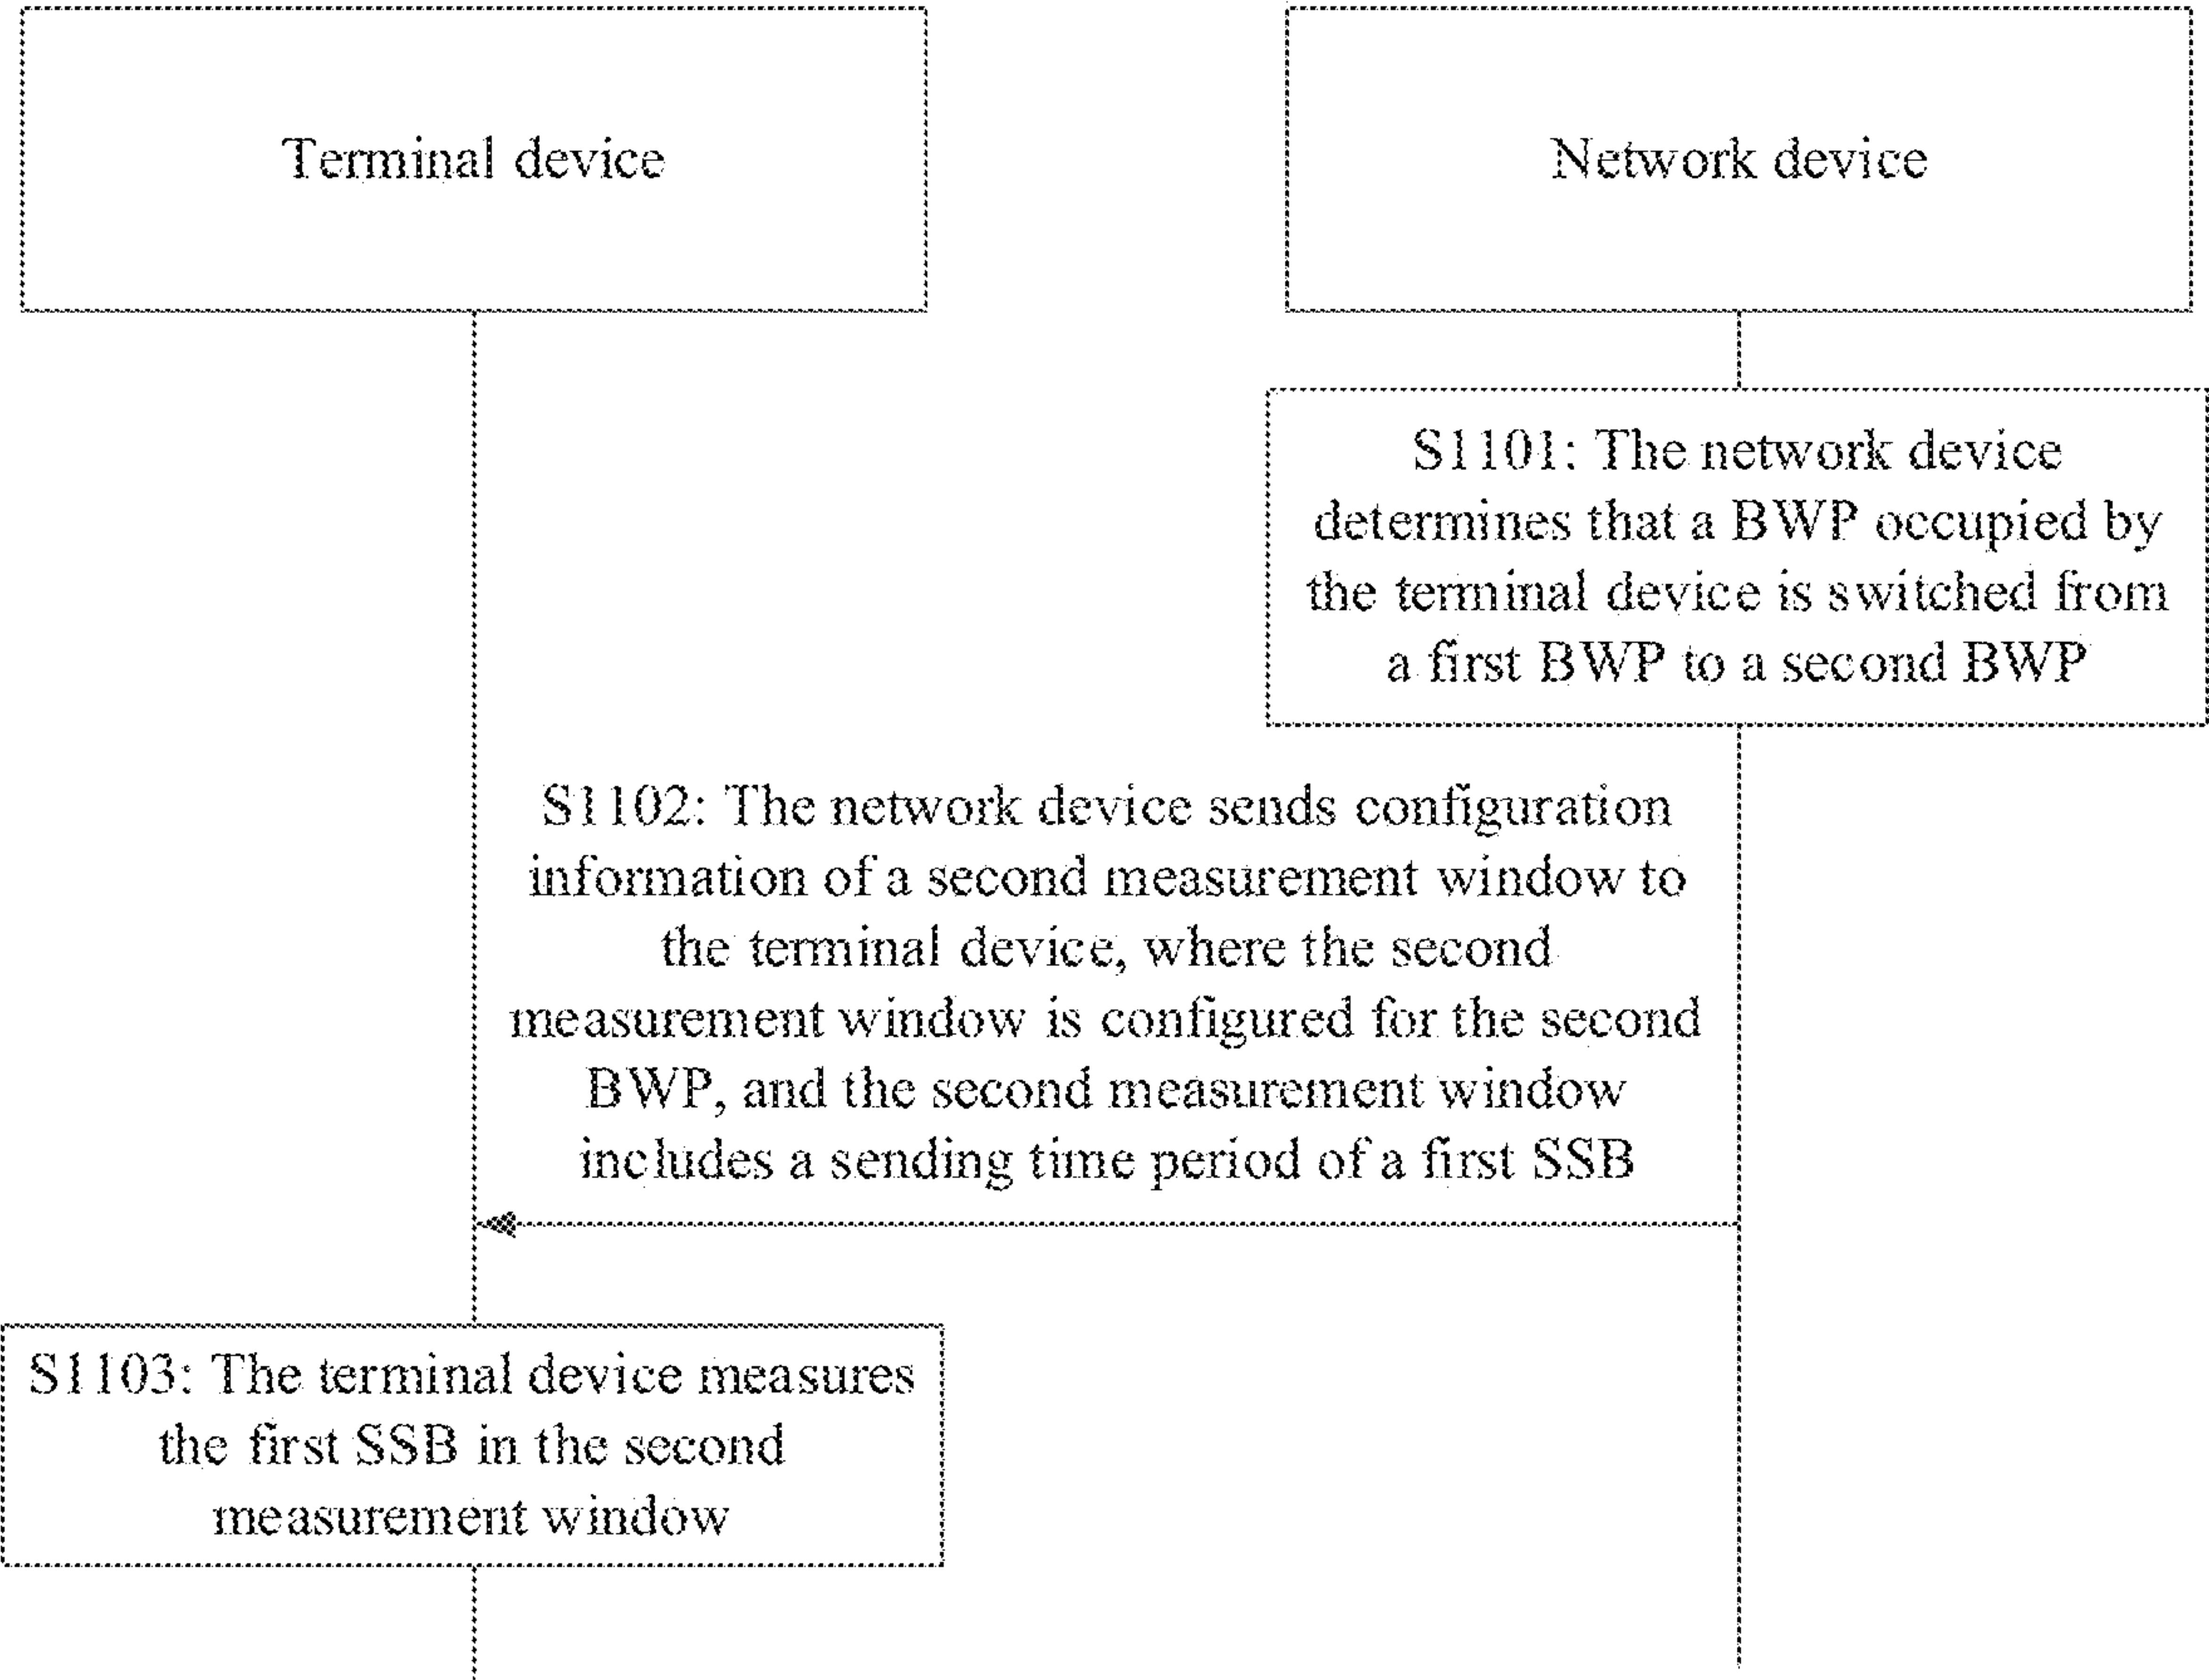 Terminal device
Network device
S1101: The network device
determines that a BWP occupied by
the terminal device is switched from
a first BWP to a second BWP
S1102: The network device sends configuration
information of a second measurement window to
the terminal device, where the second
measurement window is configured for the second
BWP, and the second measurement window
includes a sending time period of a first SSB
S1103: The terminal device measures
the first SSB in the second
measurement window